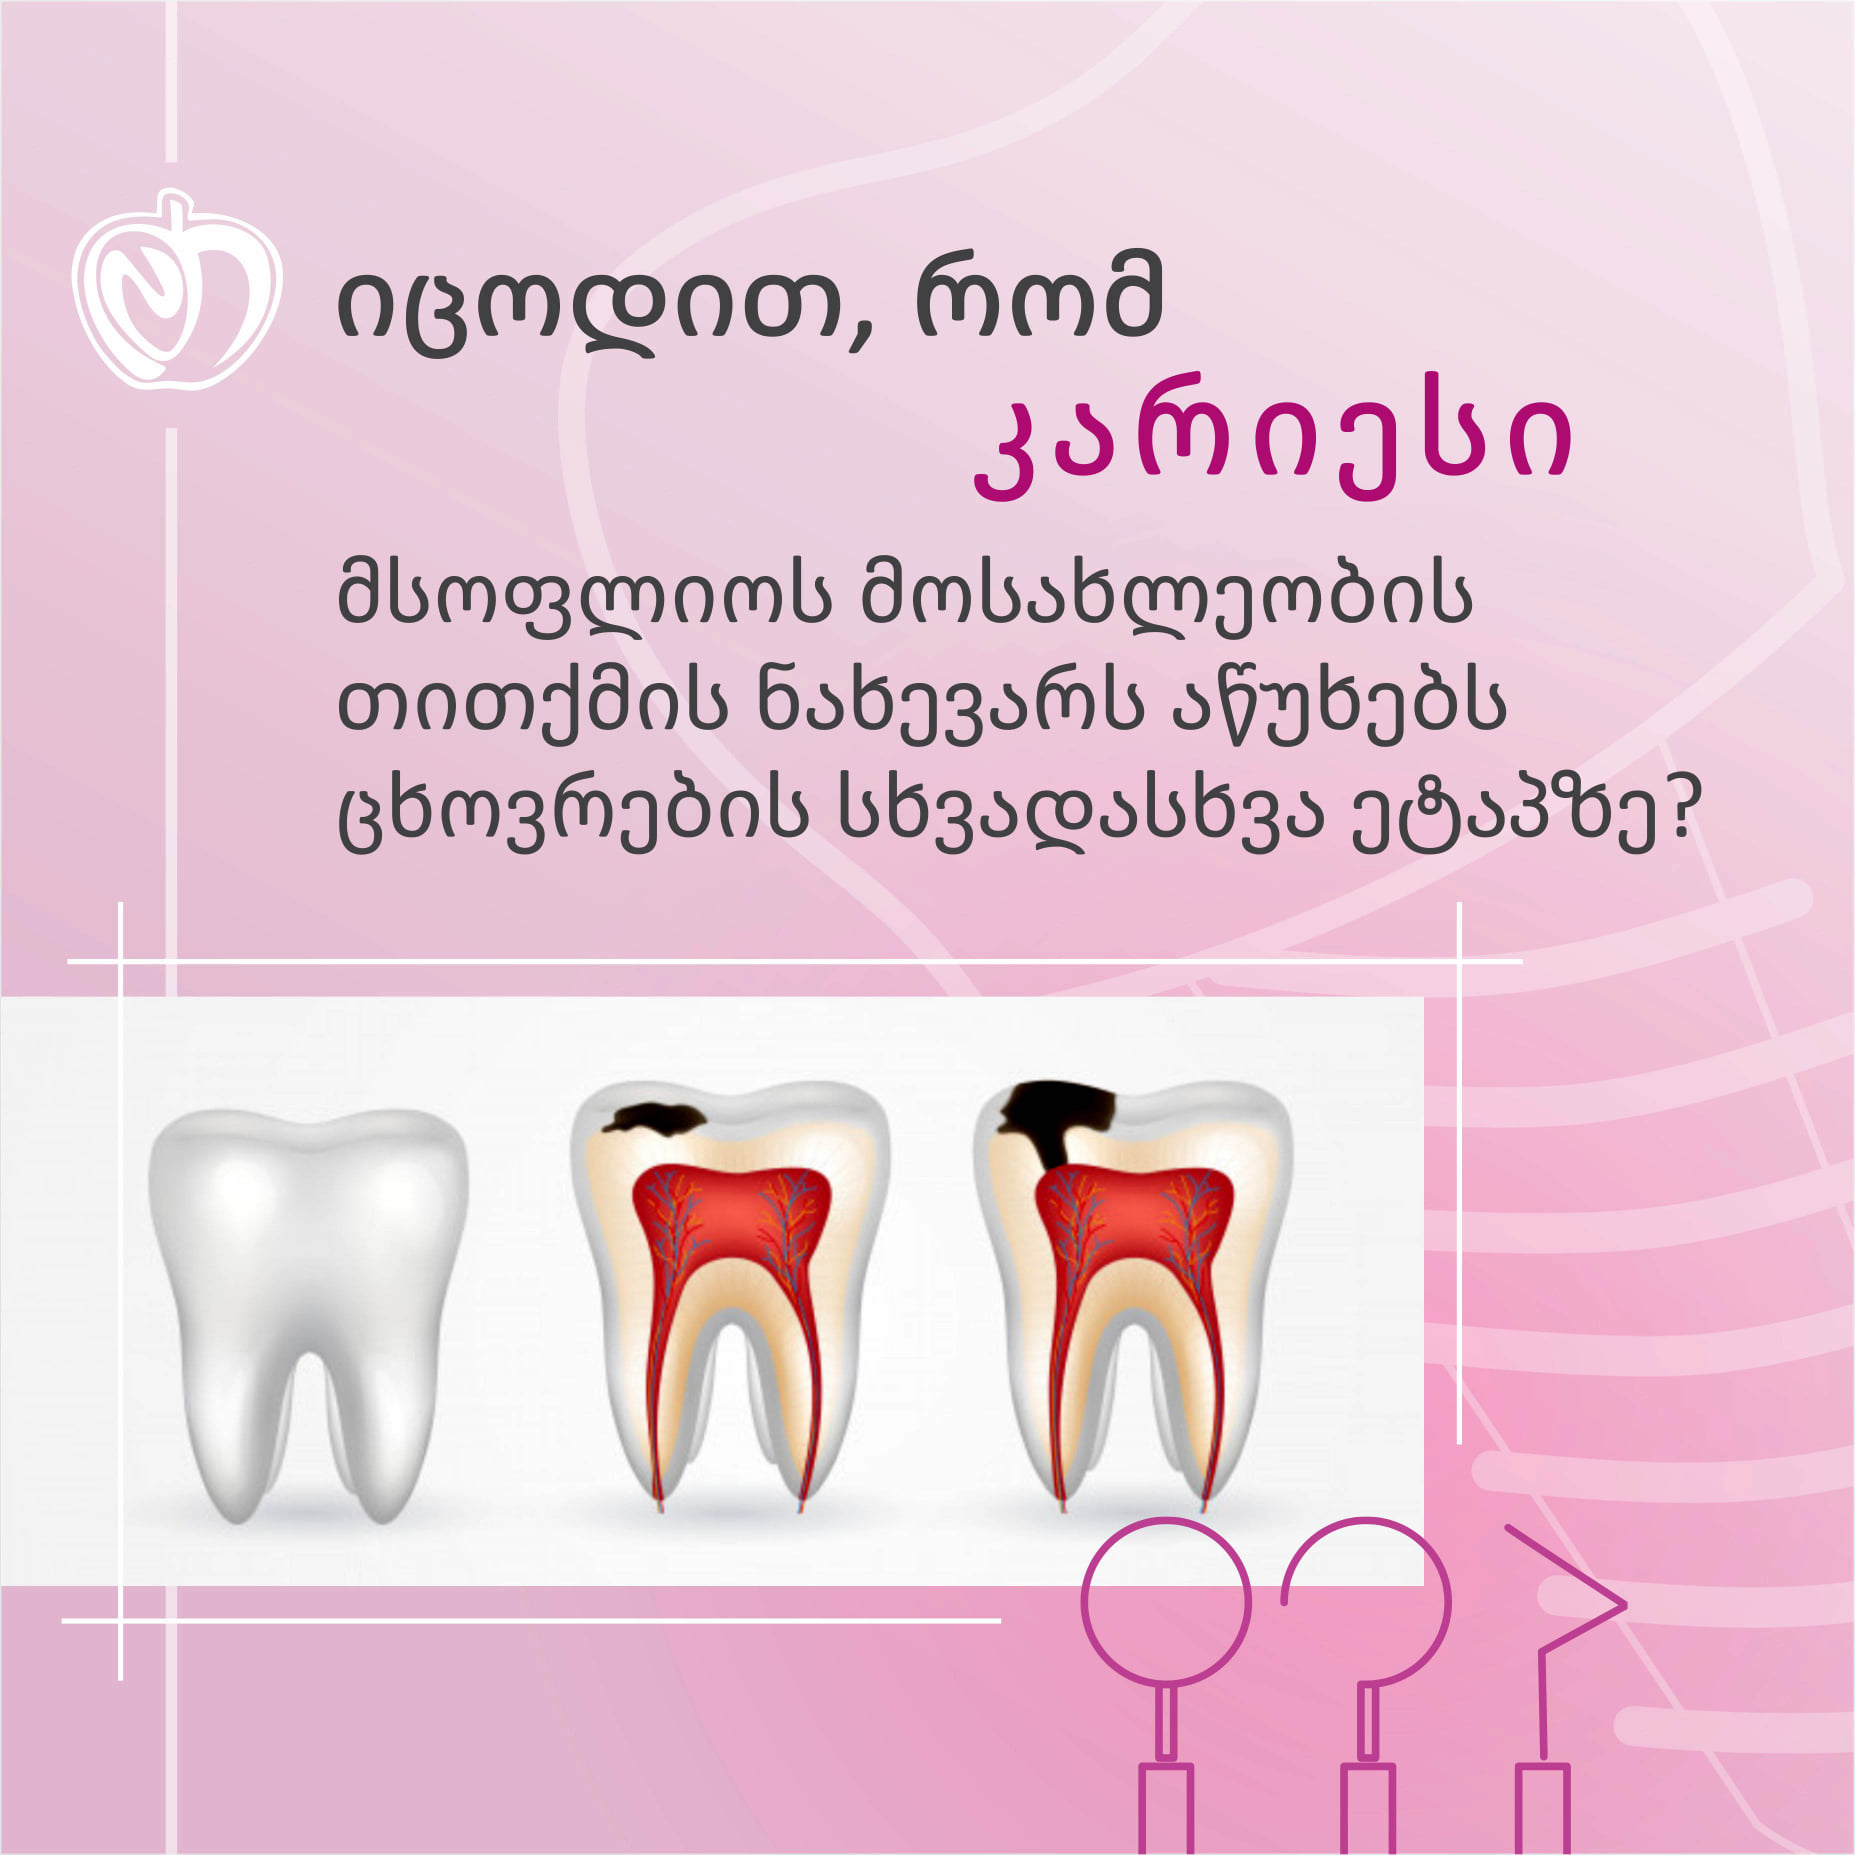 იცოდით, რომ
კარიესი
მსოფლიოს მოსახლეობის
თითქმის ნახევარს აწუხებს
ცხოვრების სხვადასხვა ეტაპზე?